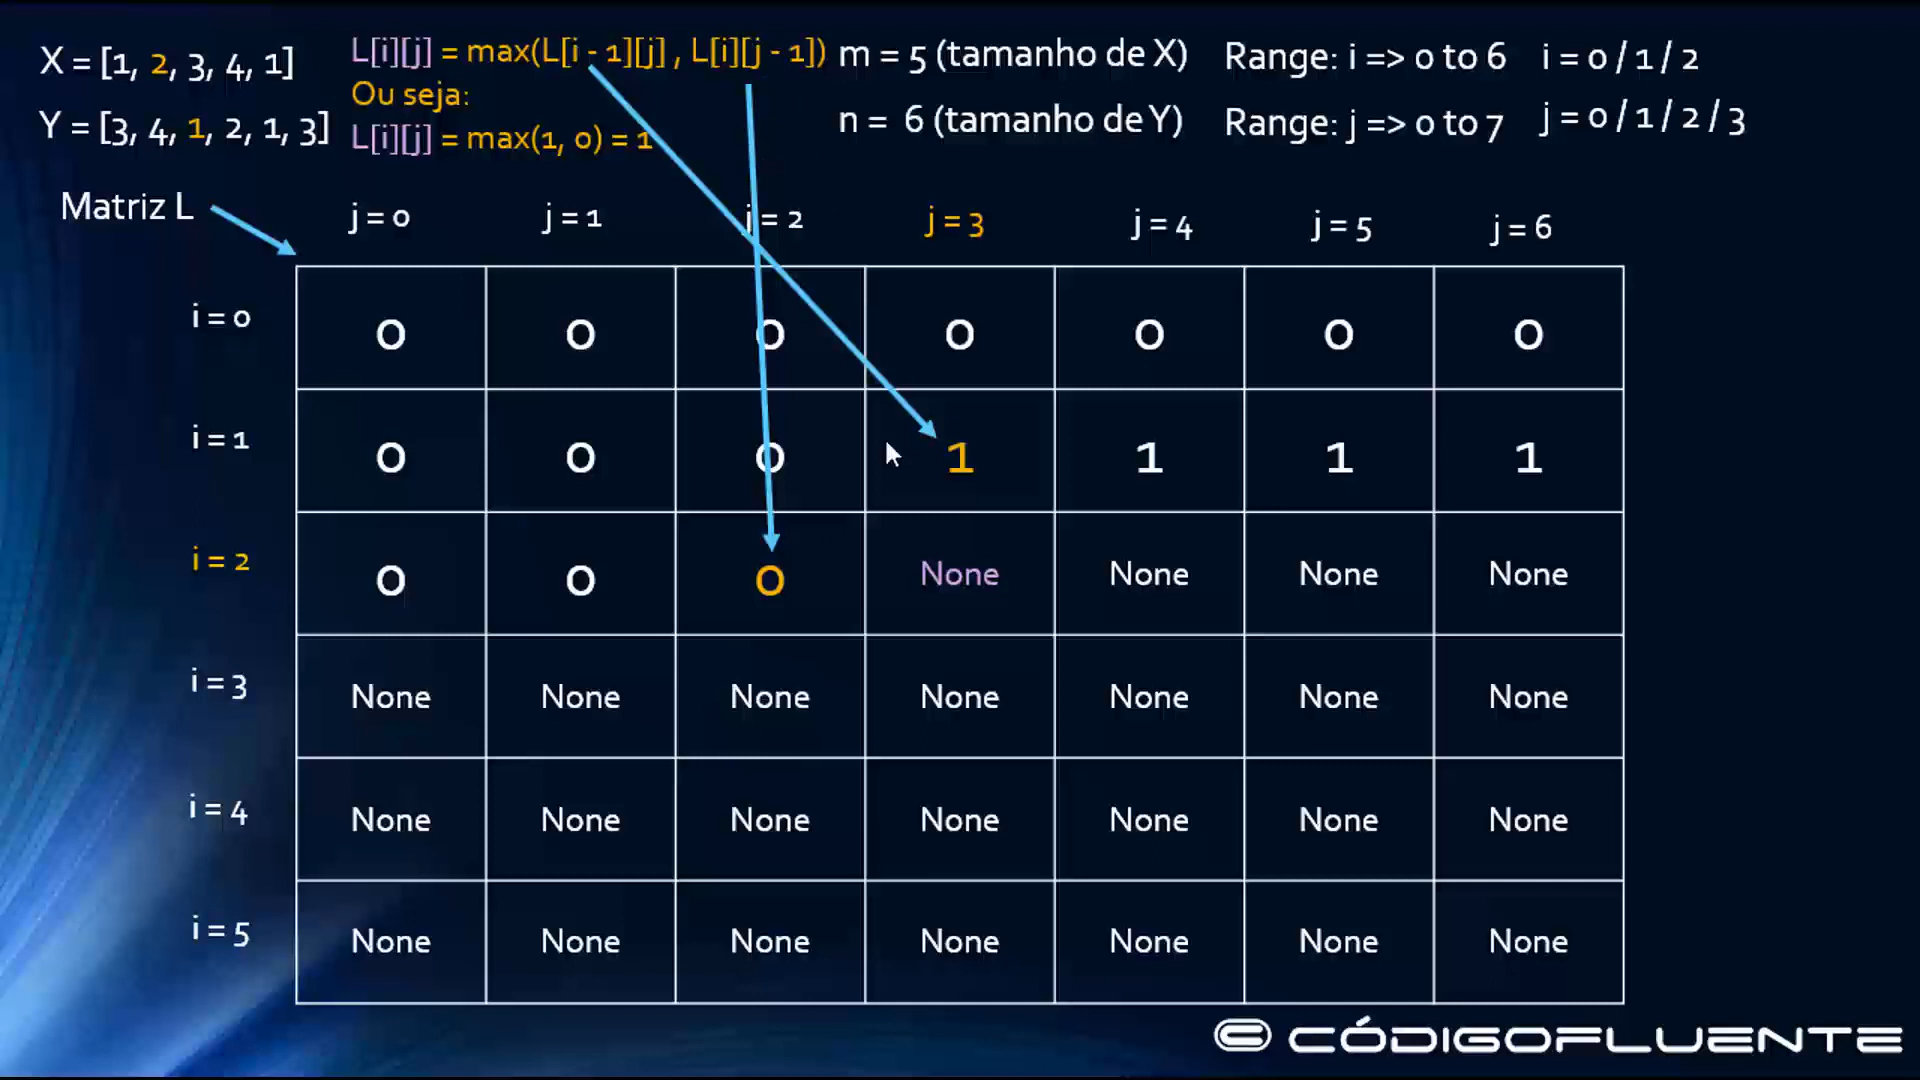 X = [1, 2, 3, 4, 1]
Y = [3, 4, 1, 2, 1, 3]
L[i][j] = max(L[i - 1][j] , L[i][j - 1])
Ou seja:
L[i][j] = max(1, 0) = 1
m = 5 (tamanho de X)
n = 6 (tamanho de Y)
Range: i => 0 to 6
Range: j => 0 to 7
i = 0 / 1 / 2
j = 0 / 1 / 2 / 3
Matriz L
j = 0 j = 1 j = 2 j = 3 j = 4 j = 5 j = 6
i = 0 0 0 0 0 0 0 0
i = 1 0 0 0 1 1 1 1
i = 2 0 0 0 None None None None
i = 3 None None None None None None None
i = 4 None None None None None None None
i = 5 None None None None None None None
CÓDIGOFLUENTE